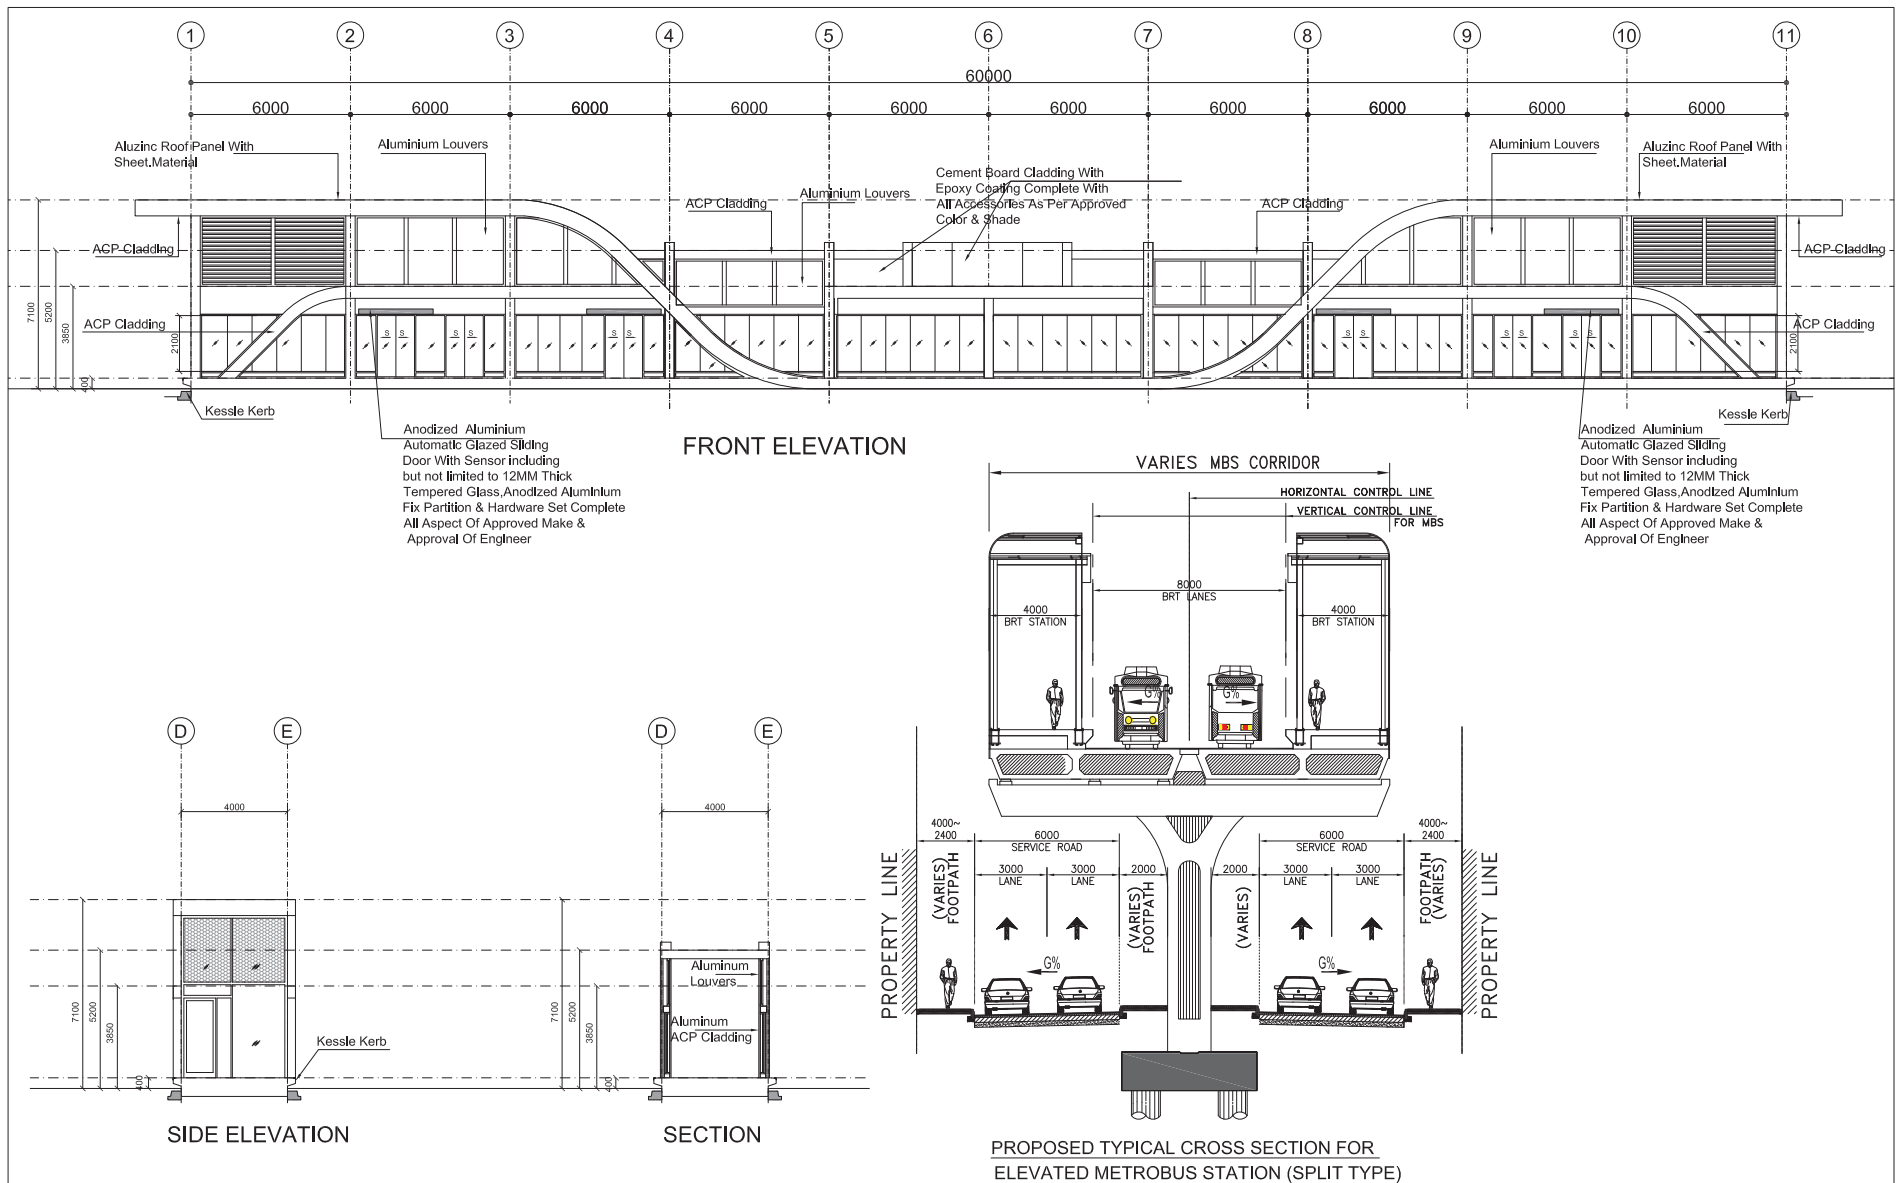 1 2 3 4 5 6 7 8 9 10 11
60000
6000 6000 6000 6000 6000 6000 6000 6000 6000 6000
Aluzinc Roof Panel With
Sheet.Material
Aluminium Louvers
ACP Cladding
Aluminium Louvers
Cement Board Cladding With
Epoxy Coating Complete With
All Accessories As Per Approved
Color & Shade
ACP Cladding
Aluminium Louvers
Aluzinc Roof Panel With
Sheet.Material
ACP Cladding
ACP Cladding
ACP Cladding
ACP Cladding
7100
5200
3850
2100
400
2100
S S S S S S S S S S S S S S S S
Kessle Kerb
Kessle Kerb
Anodized Aluminium
Automatic Glazed Sliding
Door With Sensor including
but not limited to 12MM Thick
Tempered Glass,Anodized Aluminium
Fix Partition & Hardware Set Complete
All Aspect Of Approved Make &
Approval Of Engineer
FRONT ELEVATION
Anodized Aluminium
Automatic Glazed Sliding
Door With Sensor including
but not limited to 12MM Thick
Tempered Glass,Anodized Aluminium
Fix Partition & Hardware Set Complete
All Aspect Of Approved Make &
Approval Of Engineer
VARIES MBS CORRIDOR
HORIZONTAL CONTROL LINE
VERTICAL CONTROL LINE
FOR MBS
8000
BRT LANES
4000
BRT STATION
4000
BRT STATION
G% G%
4000~
2400
6000
SERVICE ROAD
6000
SERVICE ROAD
4000~
2400
3000
LANE
3000
LANE
2000
2000
3000
LANE
3000
LANE
PROPERTY LINE
(VARIES)
FOOTPATH
(VARIES)
FOOTPATH
(VARIES)
FOOTPATH
(VARIES)
PROPERTY LINE
G% G%
PROPOSED TYPICAL CROSS SECTION FOR
ELEVATED METROBUS STATION (SPLIT TYPE)
D E
4000
7100
5200
3850
400
Kessle Kerb
SIDE ELEVATION
D E
4000
7100
5200
3850
400
Aluminum
Louvers
Aluminum
ACP Cladding
SECTION